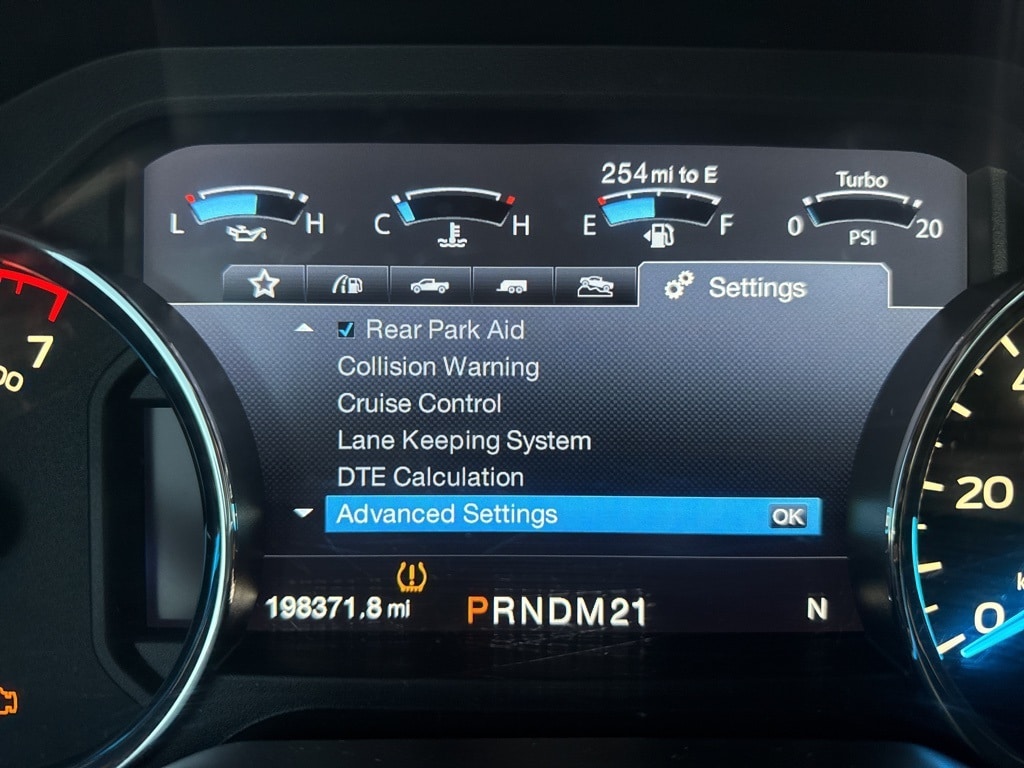 254 mi to E
Turbo
L H C H E F 0 20
PSI
Settings
Rear Park Aid
7
Collision Warning
00
Cruise Control
Lane Keeping System
DTE Calculation
20
Advanced Settings OK
198371.8 mi PRNDM21 N
0